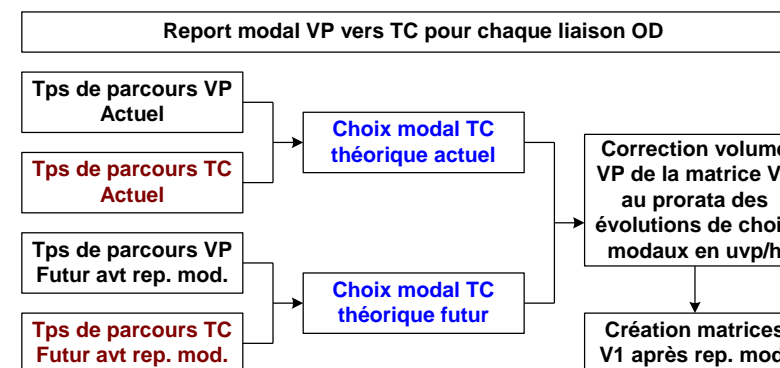 Report modal VP vers TC pour chaque liaison OD
Tps de parcours VP
Actuel
Tps de parcours TC
Actuel
Choix modal TC
théorique actuel
Tps de parcours VP
Futur avt rep. mod.
Tps de parcours TC
Futur avt rep. mod.
Choix modal TC
théorique futur
Correction
VP de la matrice
au prorata des
évolutions de
modaux en uvp/h
Création matrices
V1 après rep.